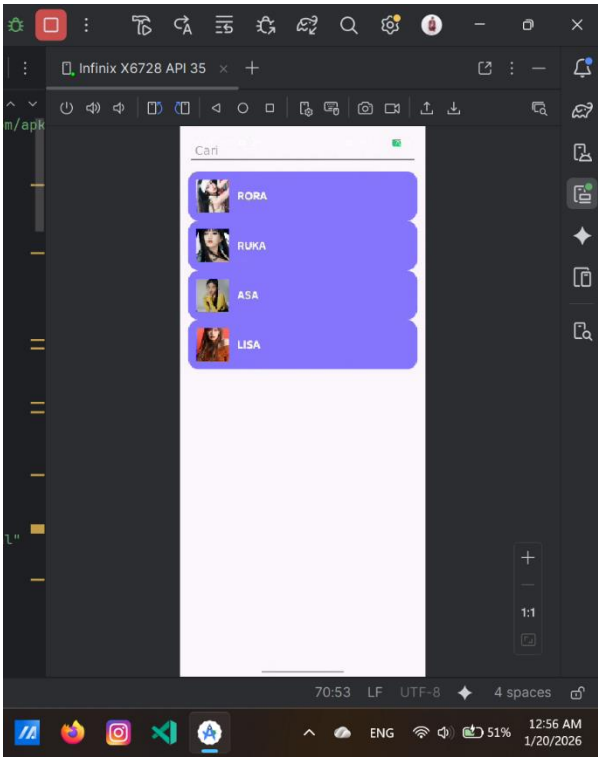 Infinix X6728 API 35
m/apk
Cari
RORA
RUKA
ASA
LISA
l"
1:1
70:53 LF UTF-8 4 spaces
ENG 51% 12:56 AM
1/20/2026